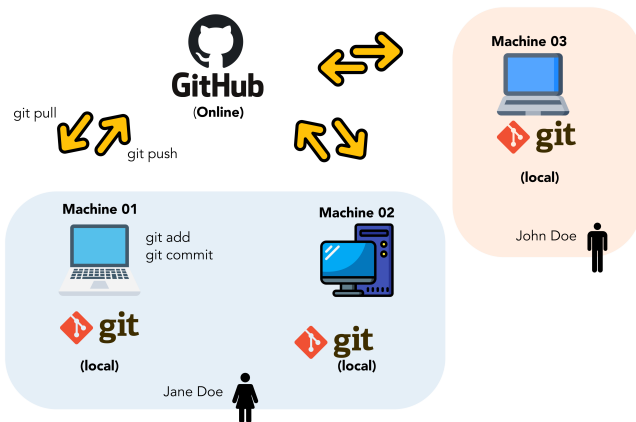 GitHub
(Online)
git pull
git push
Machine 03
git
(local)
John Doe
Machine 01
git add
git commit
git
(local)
Machine 02
git
(local)
Jane Doe